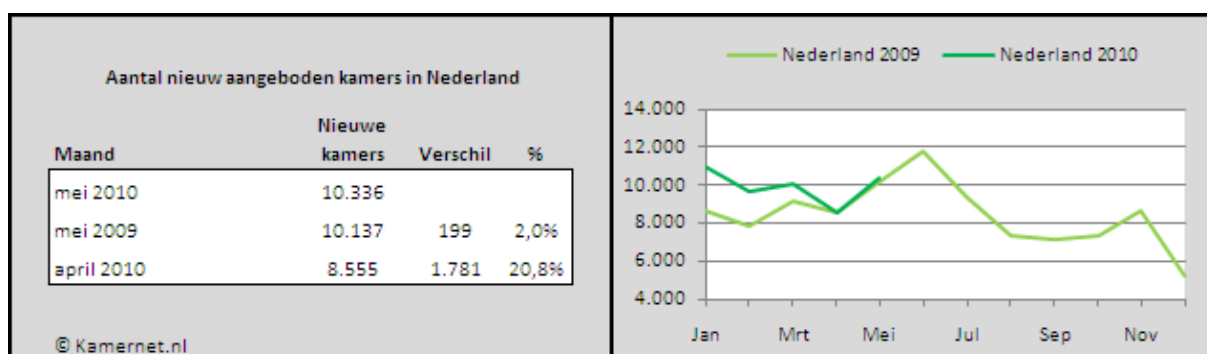 Aantal nieuw aangeboden kamers in Nederland
Nieuwe
Maand kamers Verschil %
mei 2010 10.336
mei 2009 10.137 199 2,0%
april 2010 8.555 1.781 20,8%
© Kamernet.nl
Nederland 2009 Nederland 2010
14.000
12.000
10.000
8.000
6.000
4.000
Jan Mrt Mei Jul Sep Nov